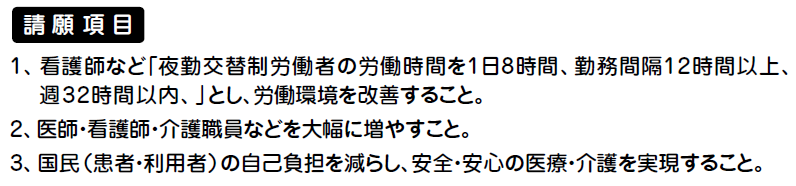 請願項目
1、看護師など「夜勤交替制労働者の労働時間を1日8時間、勤務間隔12時間以上、
週32時間以内、」とし、労働環境を改善すること。
2、医師・看護師・介護職員などを大幅に増やすこと。
3、国民（患者・利用者）の自己負担を減らし、安全・安心の医療・介護を実現すること。